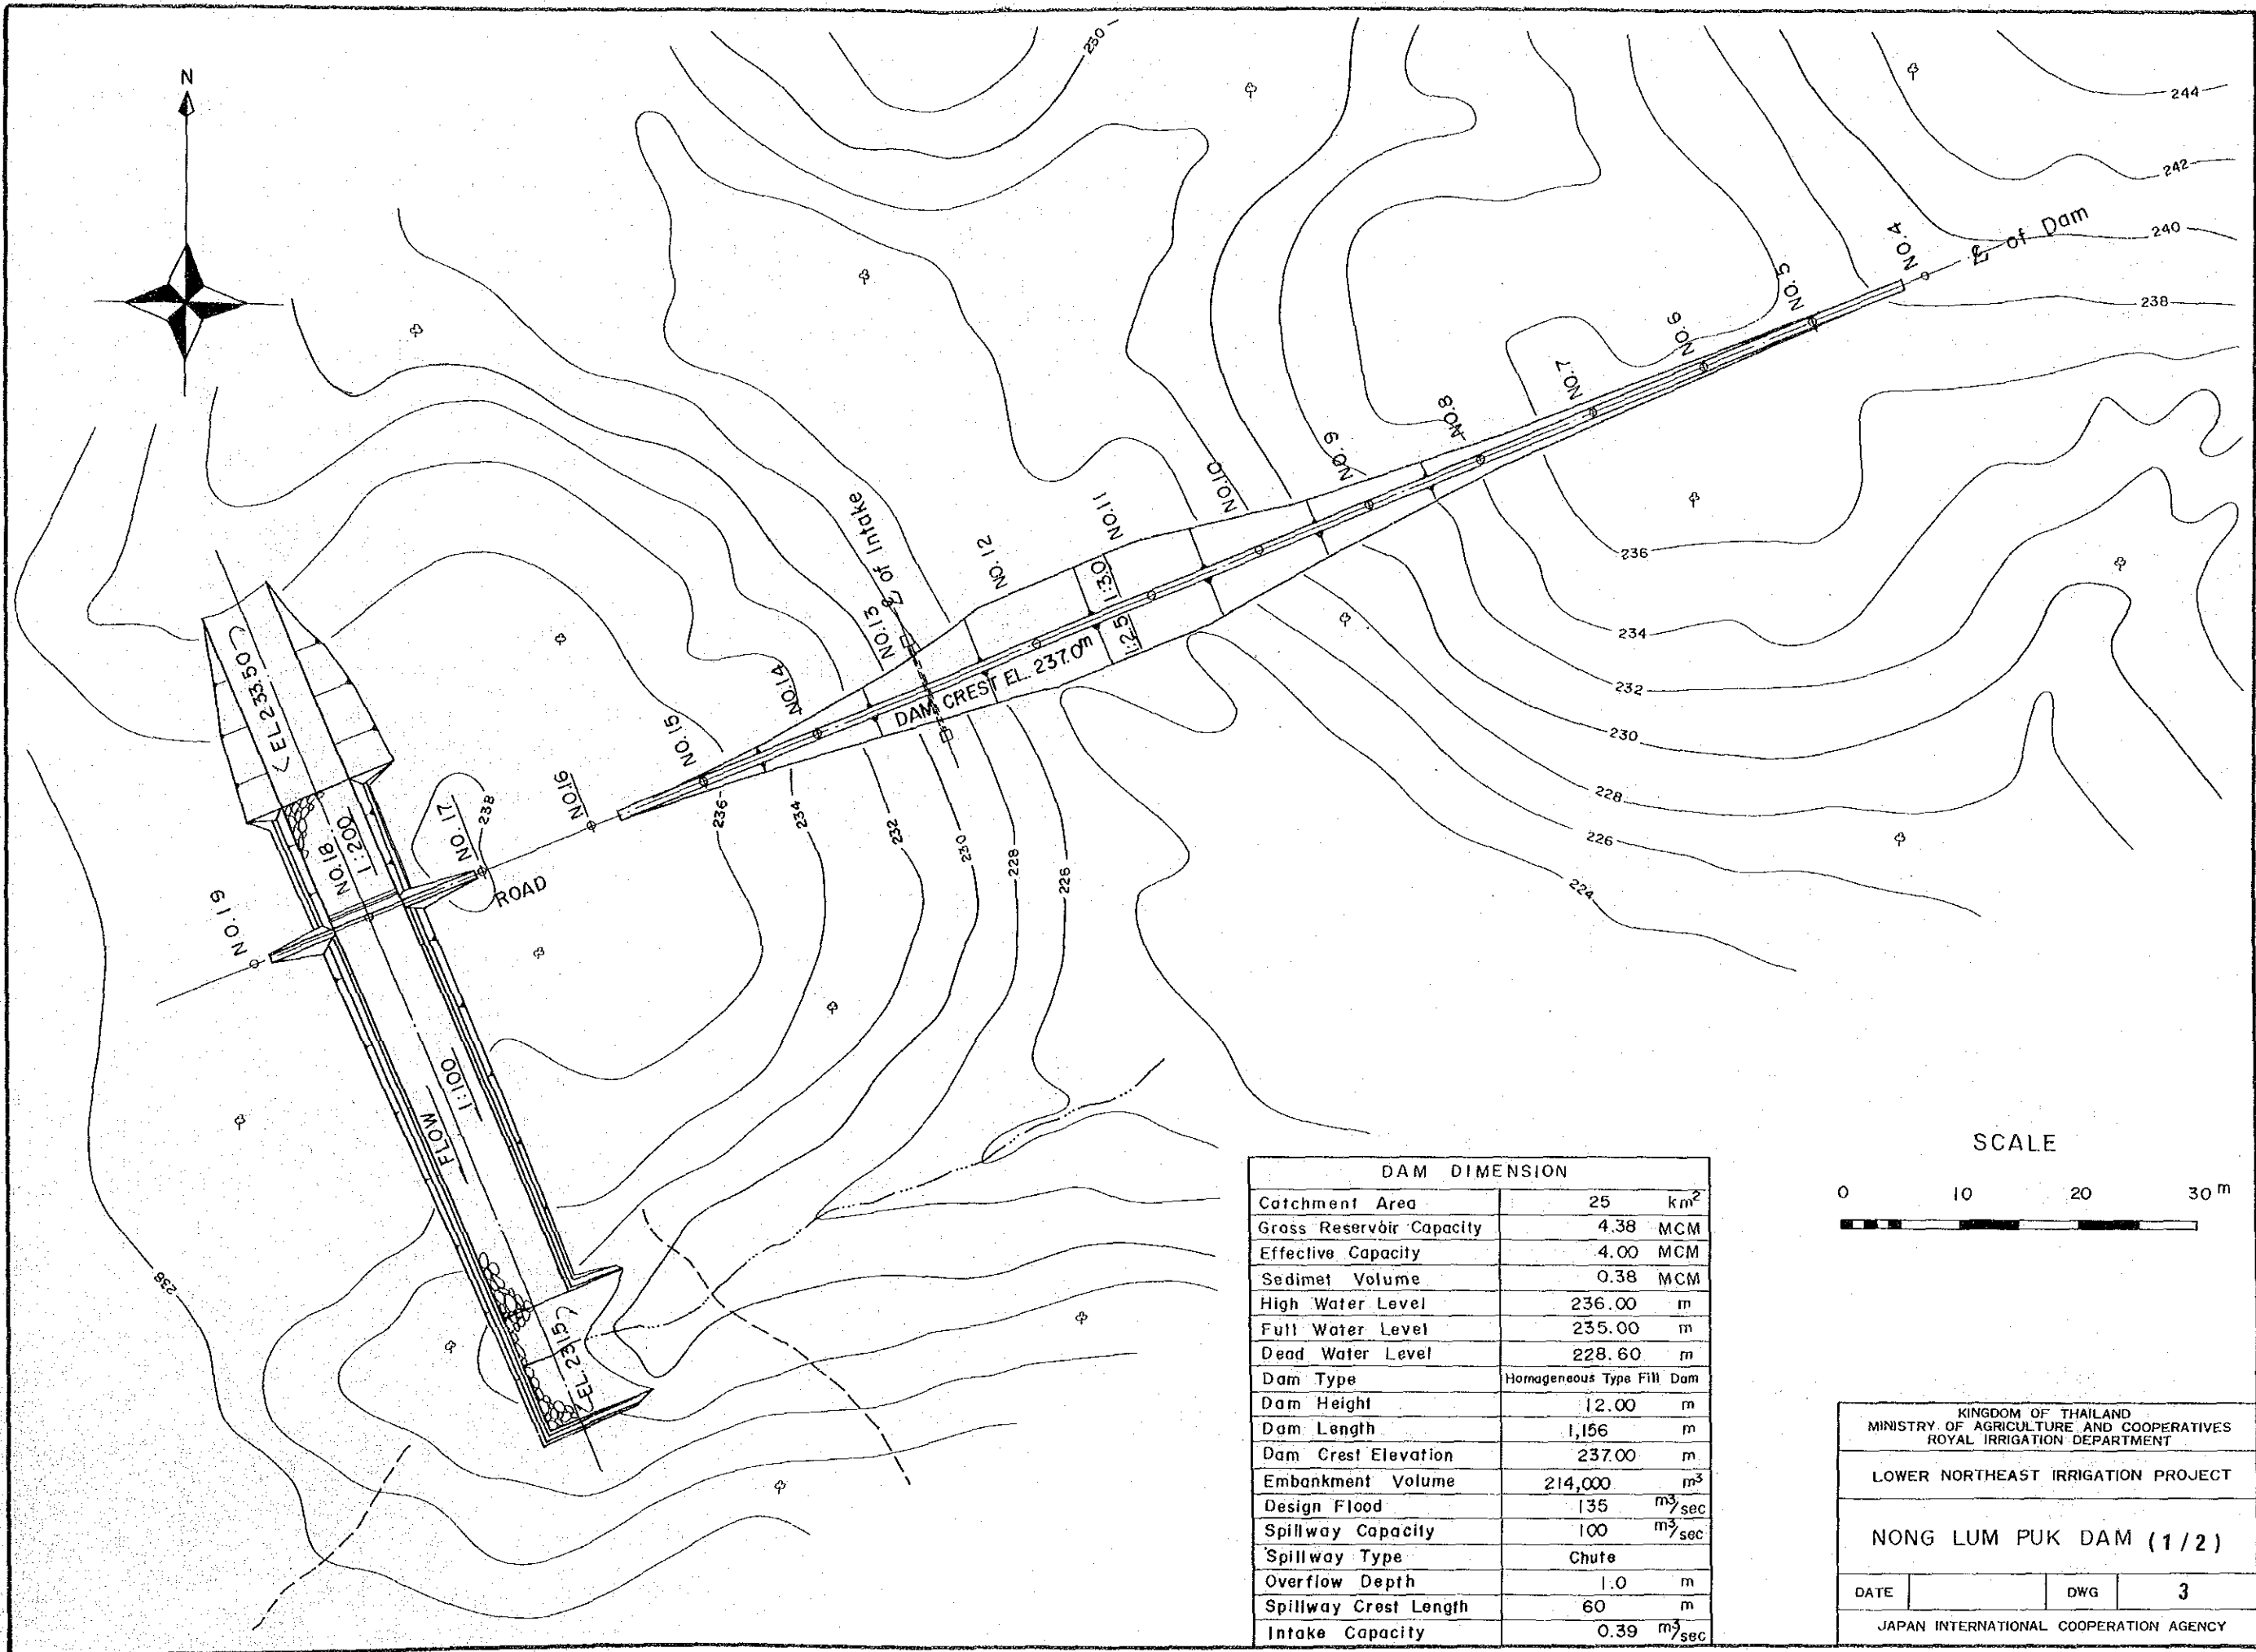 N
230
244
242
240
238
NO.4
℄ of Dam
NO.5
NO.6
NO.7
NO.8
NO.9
NO.10
NO.11
NO.12
℄ of Intake
NO.13
NO.14
NO.15
NO.16
NO.17
NO.18
NO.19
1:3.0
1:2.5
DAM CREST EL. 237.0m
236
234
232
230
228
226
224
236
234
232
230
228
226
238
ROAD
< EL 233.50 >
1:200
1:100
FLOW
238
< EL. 231.5 >
DAM DIMENSION
Catchment Area 25 km²
Gross Reservoir Capacity 4.38 MCM
Effective Capacity 4.00 MCM
Sedimet Volume 0.38 MCM
High Water Level 236.00 m
Full Water Level 235.00 m
Dead Water Level 228.60 m
Dam Type Homageneous Type Fill Dam
Dam Height 12.00 m
Dam Length 1,156 m
Dam Crest Elevation 237.00 m
Embankment Volume 214,000 m³
Design Flood 135 m³/sec
Spillway Capacity 100 m³/sec
Spillway Type Chute
Overflow Depth 1.0 m
Spillway Crest Length 60 m
Intake Capacity 0.39 m³/sec
SCALE
0 10 20 30 m
KINGDOM OF THAILAND
MINISTRY OF AGRICULTURE AND COOPERATIVES
ROYAL IRRIGATION DEPARTMENT
LOWER NORTHEAST IRRIGATION PROJECT
NONG LUM PUK DAM (1/2)
DATE DWG 3
JAPAN INTERNATIONAL COOPERATION AGENCY